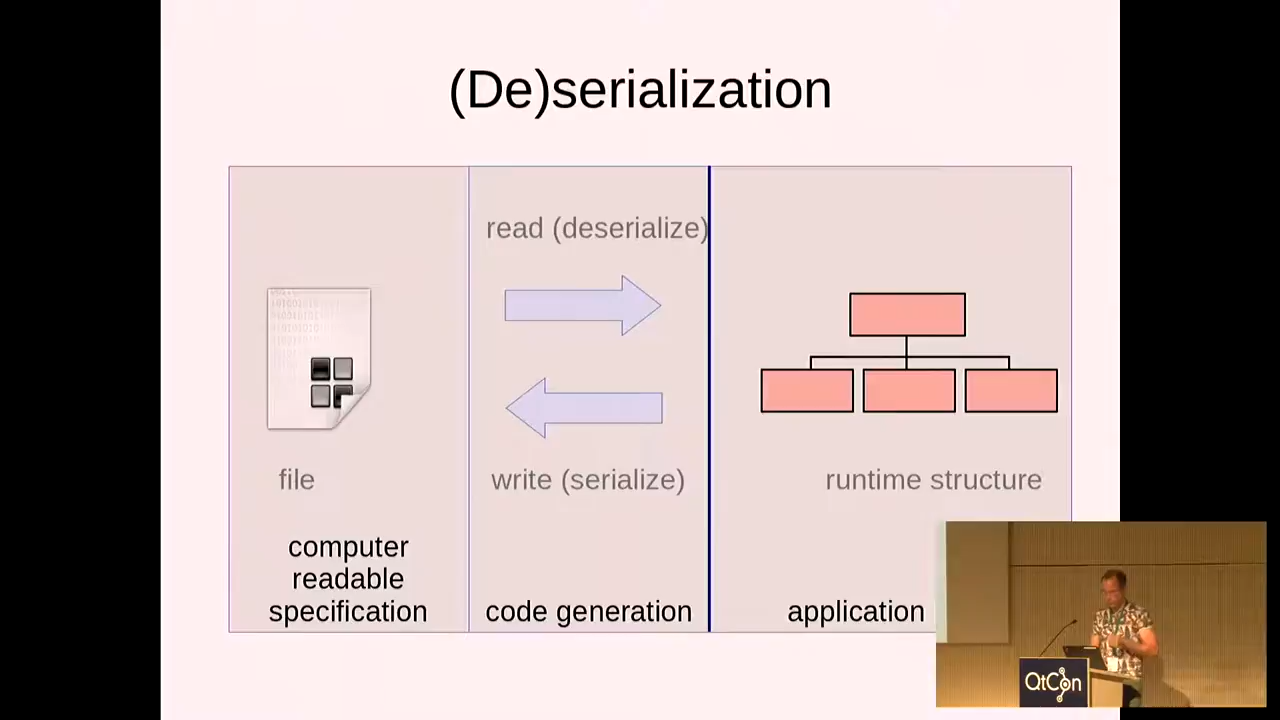 (De)serialization
read (deserialize)
file
write (serialize)
runtime structure
computer
readable
specification
code generation
application
QtCon